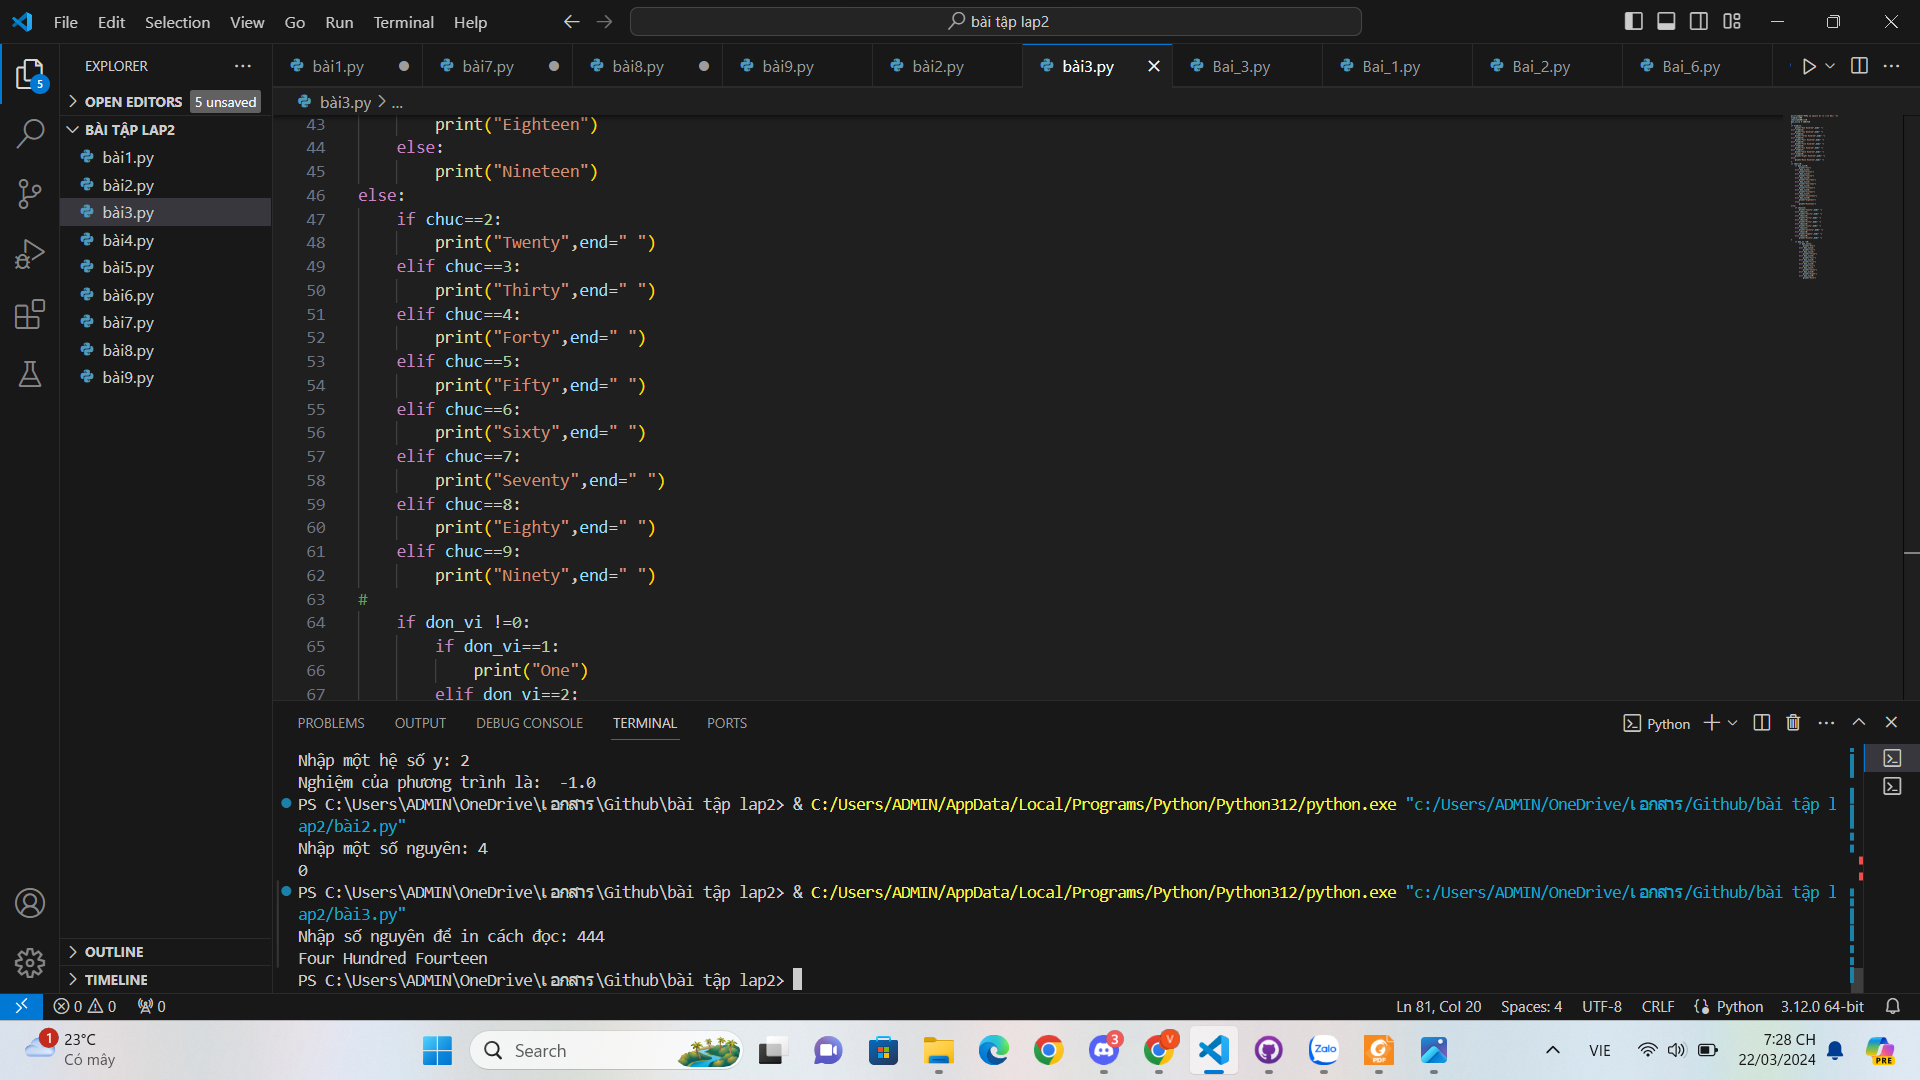 File Edit Selection View Go Run Terminal Help
bài tập lap2
EXPLORER
bài1.py bài7.py bài8.py bài9.py bài2.py bài3.py Bai_3.py Bai_1.py Bai_2.py Bai_6.py
OPEN EDITORS 5 unsaved
BÀI TẬP LAP2
bài1.py
bài2.py
bài3.py
bài4.py
bài5.py
bài6.py
bài7.py
bài8.py
bài9.py
OUTLINE
TIMELINE
5
bài3.py > ...
43 print("Eighteen")
44 else:
45 print("Nineteen")
46 else:
47 if chuc==2:
48 print("Twenty",end=" ")
49 elif chuc==3:
50 print("Thirty",end=" ")
51 elif chuc==4:
52 print("Forty",end=" ")
53 elif chuc==5:
54 print("Fifty",end=" ")
55 elif chuc==6:
56 print("Sixty",end=" ")
57 elif chuc==7:
58 print("Seventy",end=" ")
59 elif chuc==8:
60 print("Eighty",end=" ")
61 elif chuc==9:
62 print("Ninety",end=" ")
63 #
64 if don_vi !=0:
65 if don_vi==1:
66 print("One")
67 elif don_vi==2:
PROBLEMS OUTPUT DEBUG CONSOLE TERMINAL PORTS
Python
Nhập một hệ số y: 2
Nghiệm của phương trình là:  -1.0
PS C:\Users\ADMIN\OneDrive\เอกสาร\Github\bài tập lap2> & C:/Users/ADMIN/AppData/Local/Programs/Python/Python312/python.exe "c:/Users/ADMIN/OneDrive/เอกสาร/Github/bài tập l
ap2/bài2.py"
Nhập một số nguyên: 4
0
PS C:\Users\ADMIN\OneDrive\เอกสาร\Github\bài tập lap2> & C:/Users/ADMIN/AppData/Local/Programs/Python/Python312/python.exe "c:/Users/ADMIN/OneDrive/เอกสาร/Github/bài tập l
ap2/bài3.py"
Nhập số nguyên để in cách đọc: 444
Four Hundred Fourteen
PS C:\Users\ADMIN\OneDrive\เอกสาร\Github\bài tập lap2>
0 0 0
Ln 81, Col 20 Spaces: 4 UTF-8 CRLF Python 3.12.0 64-bit
1
23°C
Có mây
Search
3
V
Zalo
PDF
VIE
7:28 CH
22/03/2024
PRE